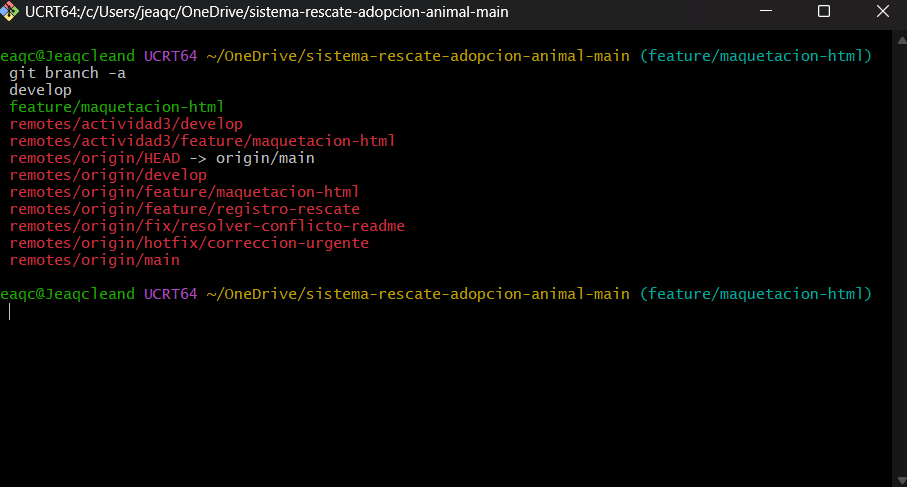 UCRT64:/c/Users/jeaqc/OneDrive/sistema-rescate-adopcion-animal-main
eaqc@Jeaqcleand UCRT64 ~/OneDrive/sistema-rescate-adopcion-animal-main (feature/maquetacion-html)
git branch -a
develop
feature/maquetacion-html
remotes/actividad3/develop
remotes/actividad3/feature/maquetacion-html
remotes/origin/HEAD -> origin/main
remotes/origin/develop
remotes/origin/feature/maquetacion-html
remotes/origin/feature/registro-rescate
remotes/origin/fix/resolver-conflicto-readme
remotes/origin/hotfix/correccion-urgente
remotes/origin/main
eaqc@Jeaqcleand UCRT64 ~/OneDrive/sistema-rescate-adopcion-animal-main (feature/maquetacion-html)